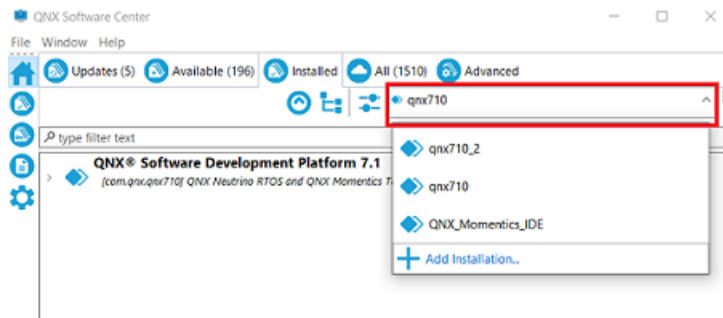 QNX Software Center
File Window Help
Updates (5) Available (196) Installed All (1510) Advanced
qnx710
type filter text
QNX® Software Development Platform 7.1
[com.qnx.qnx710] QNX Neutrino RTOS and QNX Momentics
qnx710_2
qnx710
QNX_Momentics_IDE
Add Installation...